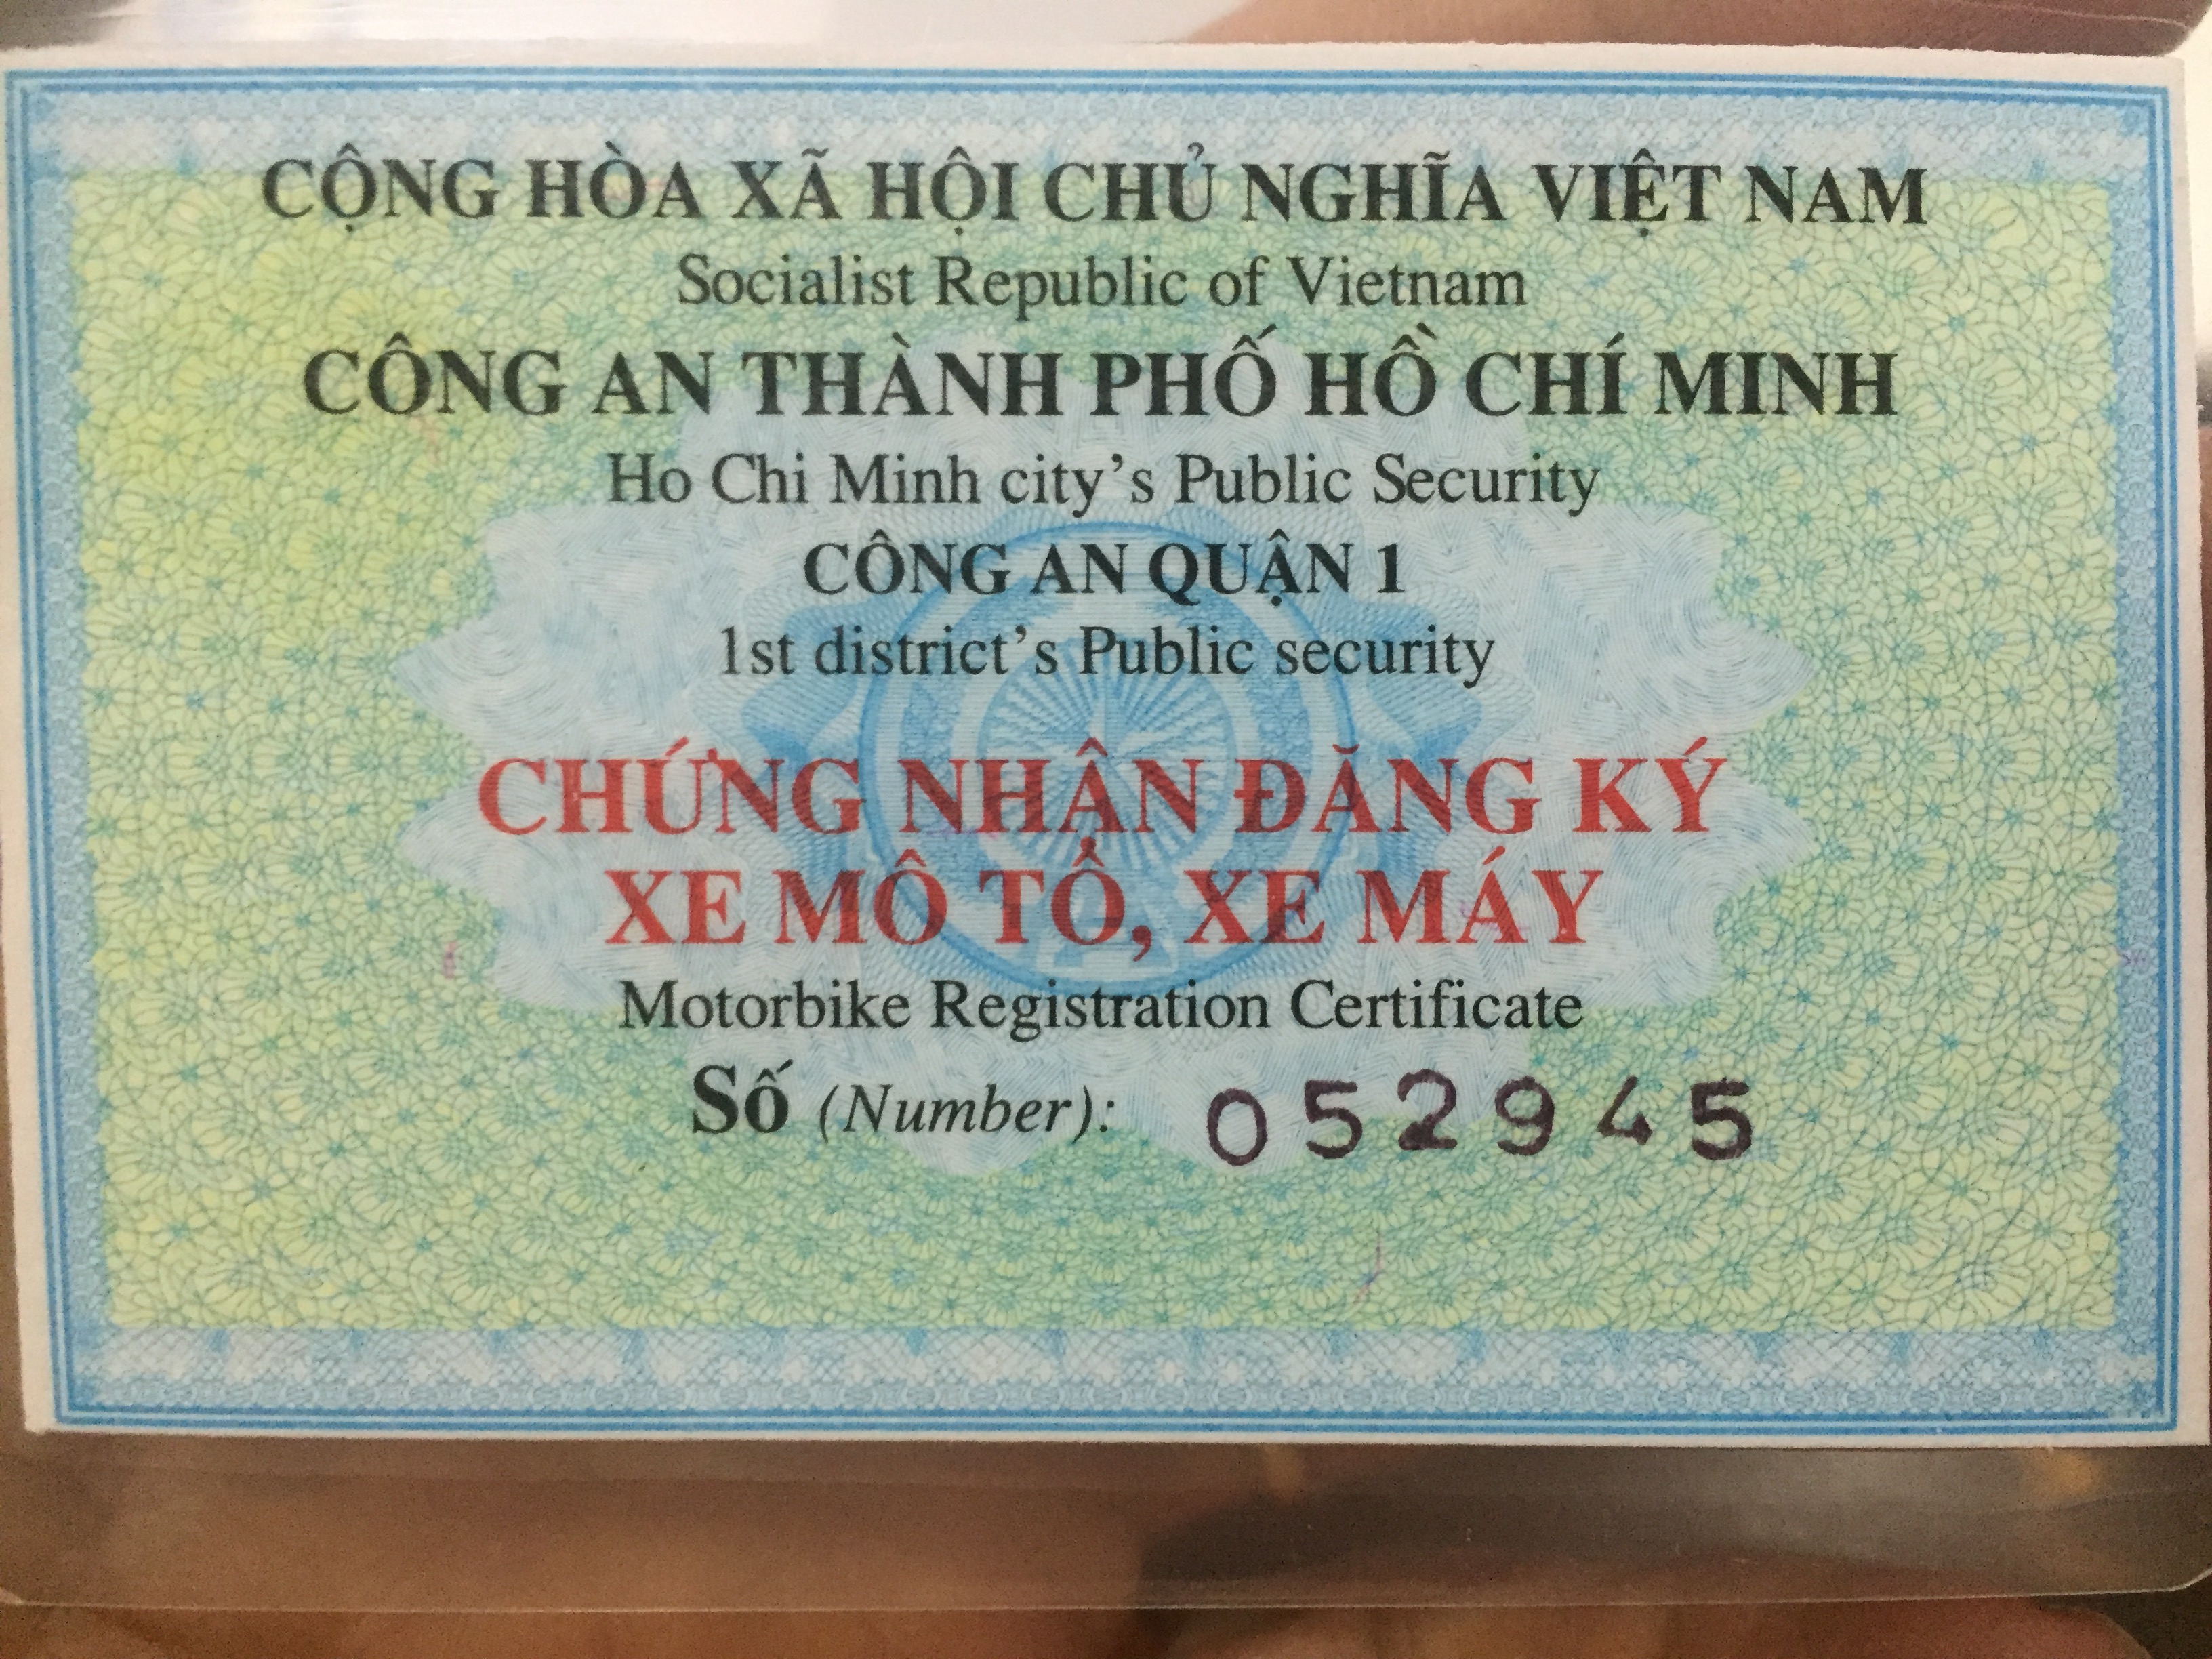 CỘNG HÒA XÃ HỘI CHỦ NGHĨA VIỆT NAM
Socialist Republic of Vietnam
CÔNG AN THÀNH PHỐ HỒ CHÍ MINH
Ho Chi Minh city's Public Security
CÔNG AN QUẬN 1
1st district's Public security
CHỨNG NHẬN ĐĂNG KÝ
XE MÔ TÔ, XE MÁY
Motorbike Registration Certificate
Số (Number): 052945